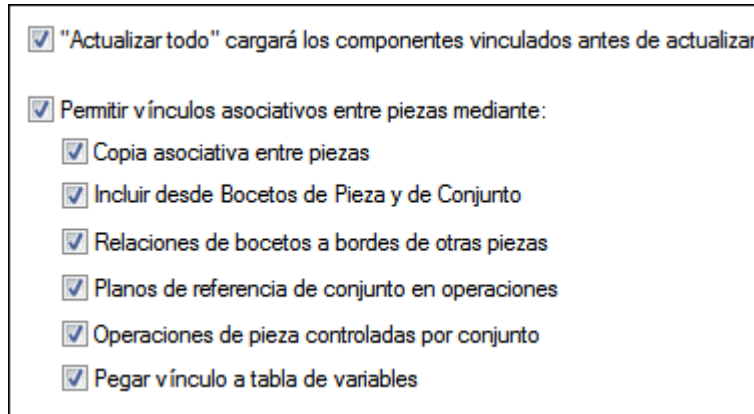 "Actualizar todo" cargará los componentes vinculados antes de actualizar
Permitir vínculos asociativos entre piezas mediante:
Copia asociativa entre piezas
Incluir desde Bocetos de Pieza y de Conjunto
Relaciones de bocetos a bordes de otras piezas
Planos de referencia de conjunto en operaciones
Operaciones de pieza controladas por conjunto
Pegar vínculo a tabla de variables